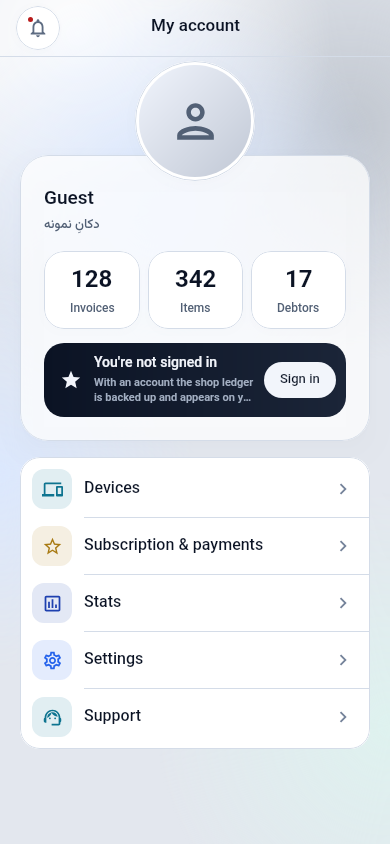 My account
Guest
دکانِ نمونه
128
342
17
Invoices
Items
Debtors
You're not signed in
With an account the shop ledger
is backed up and appears on y…
Sign in
Devices
Subscription & payments
Stats
Settings
Support